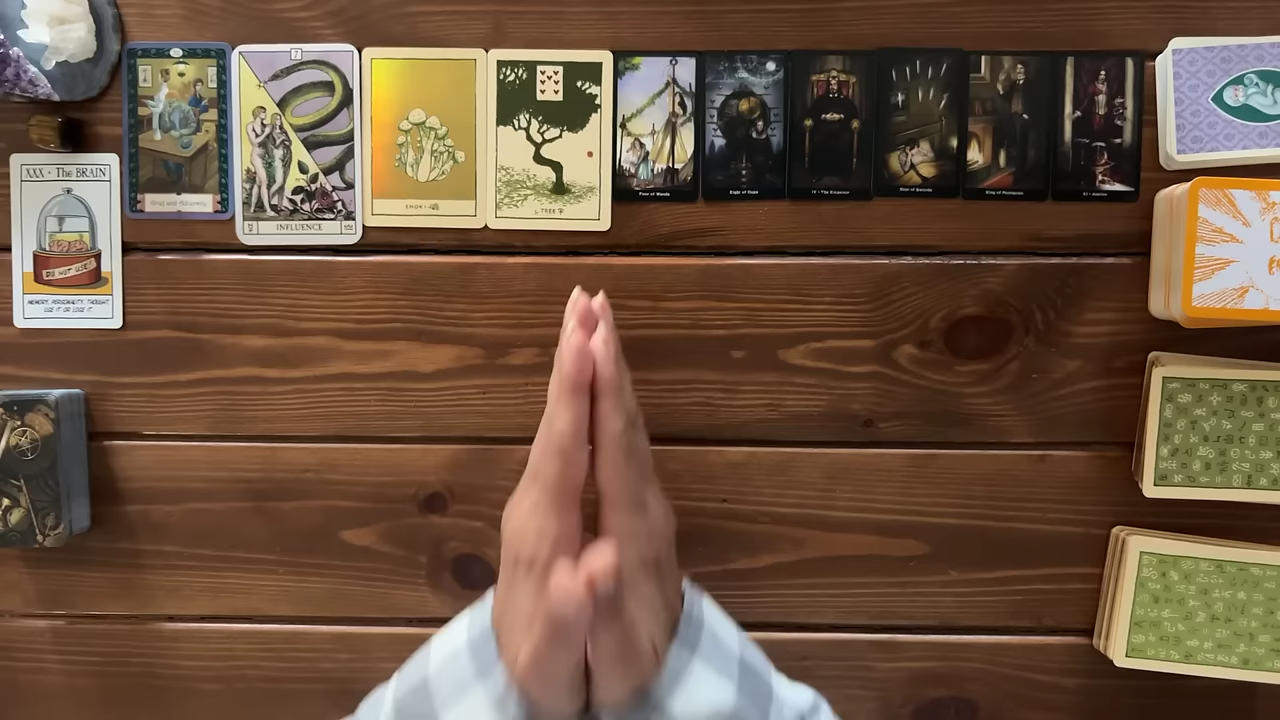 XXX • The BRAIN
DO NOT USE!
MEMORY, PERSONALITY, THOUGHT.
USE IT OR LOSE IT.
7
INFLUENCE
ENOKI
TREE
Four of Wands
Eight of Cups
IV • The Emperor
Nine of Swords
King of Pentacles
XI • Justice